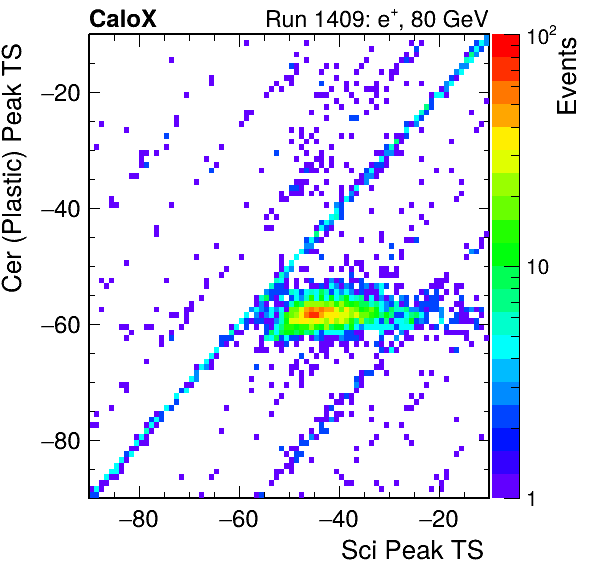 CaloX Run 1409: e⁺, 80 GeV
Cer (Plastic) Peak TS
−20
−40
−60
−80
−80 −60 −40 −20
Sci Peak TS
10²
10
1
Events